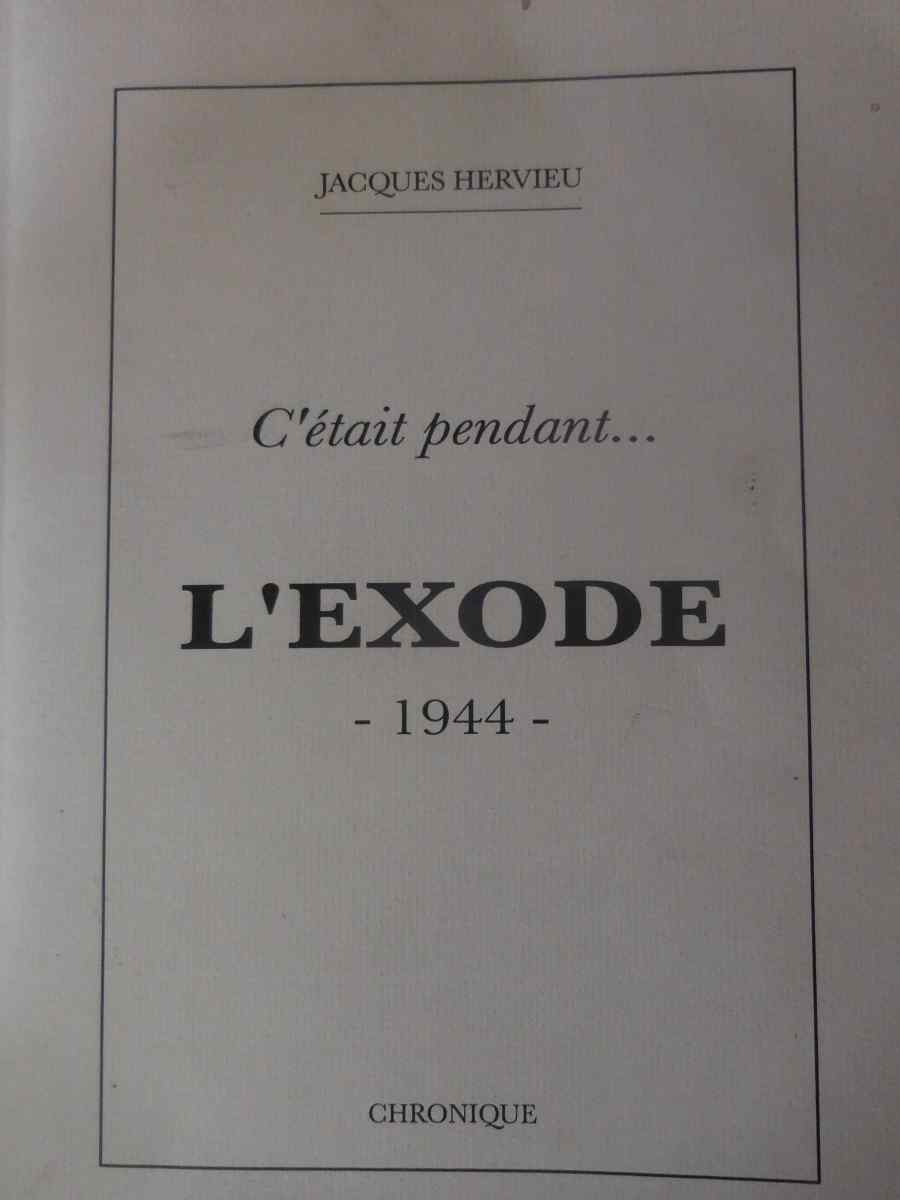 JACQUES HERVIEU
C'était pendant...
L'EXODE
- 1944 -
CHRONIQUE